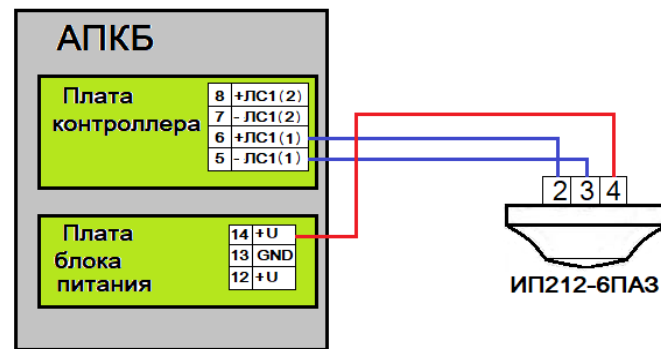 АПКБ
Плата
контроллера
8 +ЛС1(2)
7 -ЛС1(2)
6 +ЛС1(1)
5 -ЛС1(1)
Плата
блока
питания
14 +U
13 GND
12 +U
2 3 4
ИП212-6ПА3